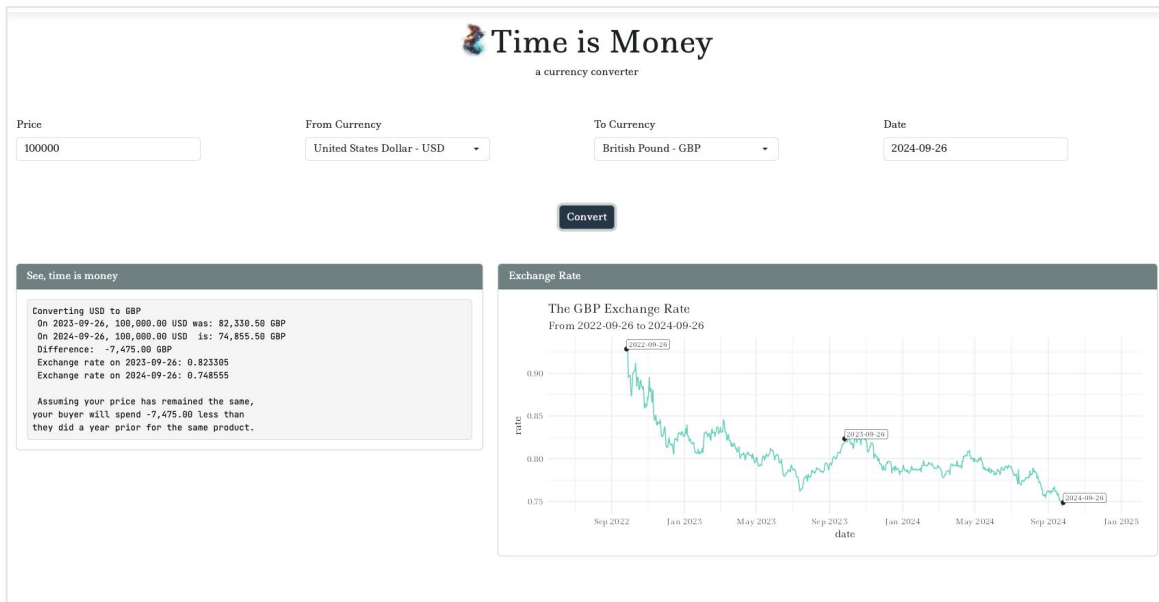 Time is Money
a currency converter
Price
From Currency
To Currency
Date
100000
United States Dollar - USD
British Pound - GBP
2024-09-26
Convert
See, time is money
Converting USD to GBP
On 2023-09-26, 100,000.00 USD was: 82,330.50 GBP
On 2024-09-26, 100,000.00 USD  is: 74,855.50 GBP
Difference:  -7,475.00 GBP
Exchange rate on 2023-09-26: 0.823305
Exchange rate on 2024-09-26: 0.748555
Assuming your price has remained the same,
your buyer will spend -7,475.00 less than
they did a year prior for the same product.
Exchange Rate
The GBP Exchange Rate
From 2022-09-26 to 2024-09-26
2022-09-26
0.90
0.85
2023-09-26
0.80
0.75
2024-09-26
rate
Sep 2022
Jan 2023
May 2023
Sep 2023
Jan 2024
May 2024
Sep 2024
Jan 2025
date